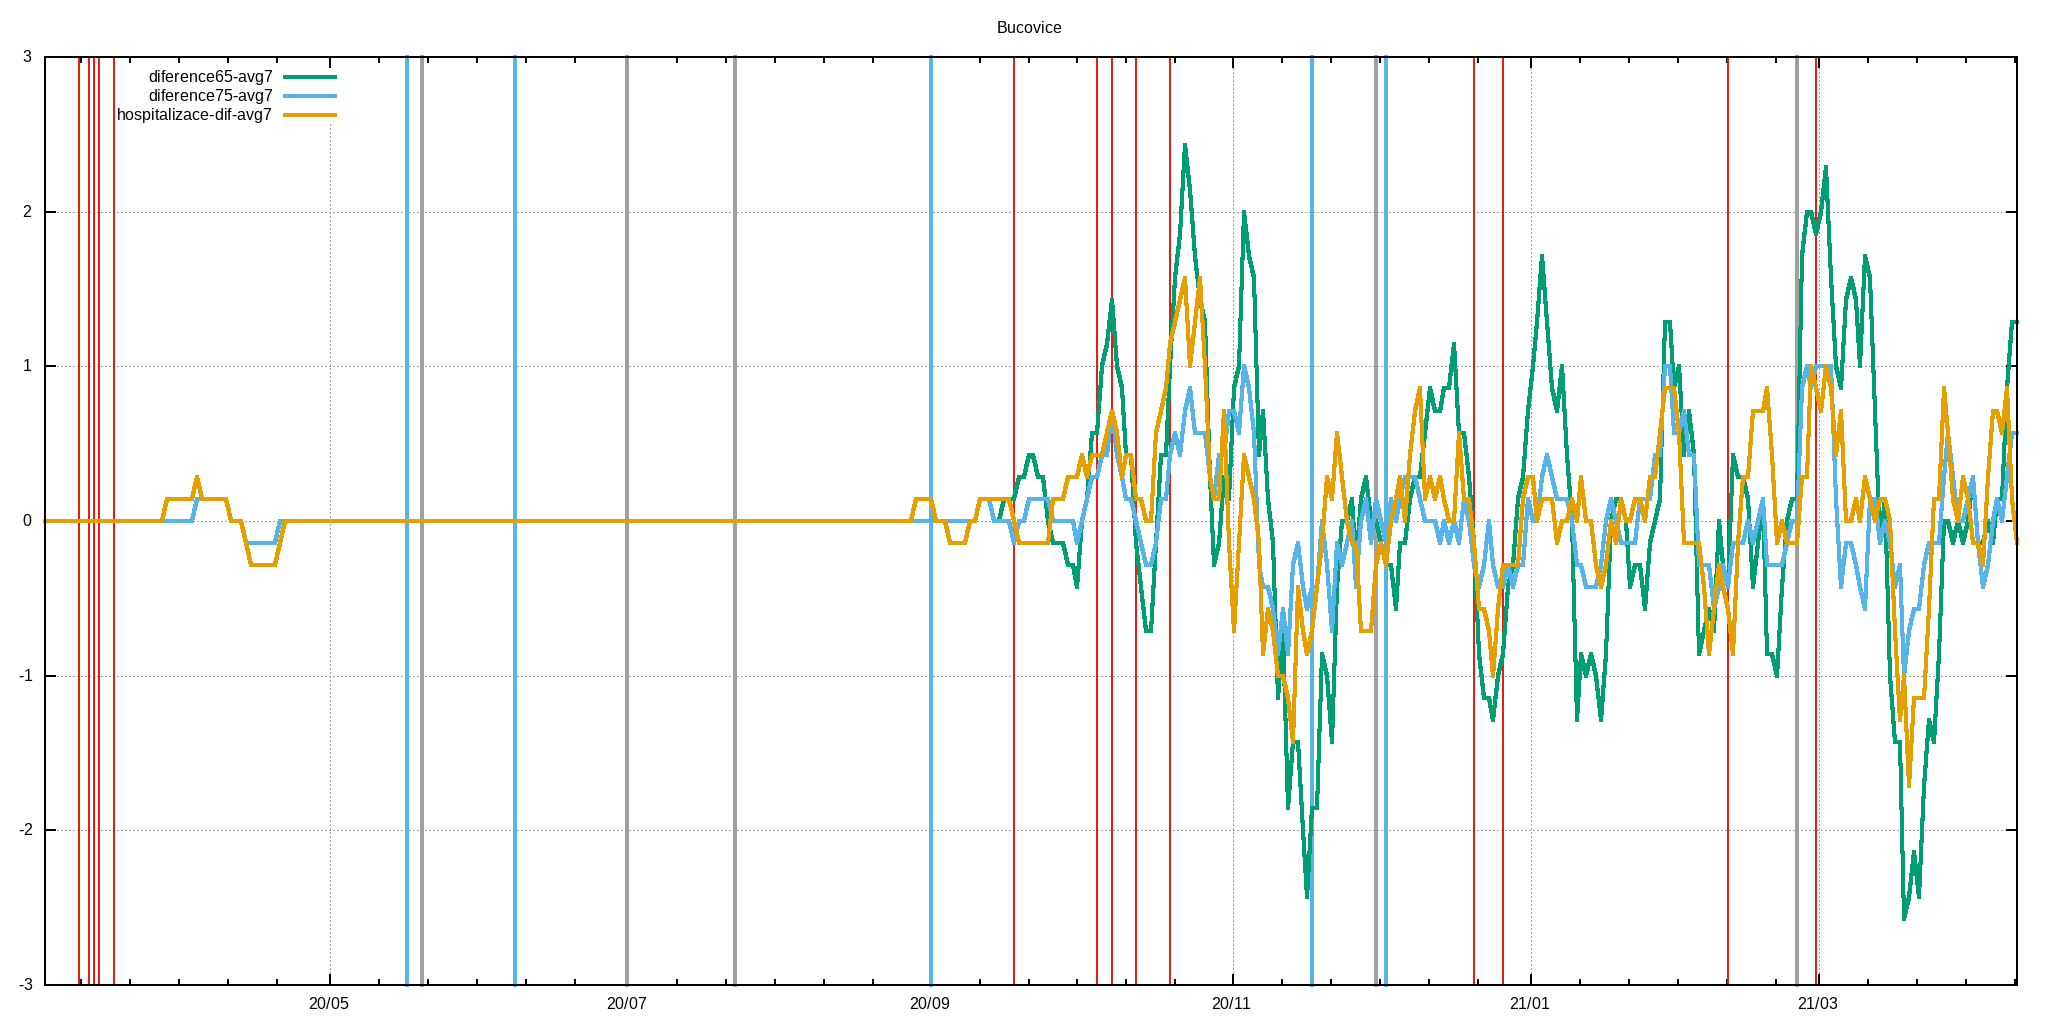 Bucovice
3
diference65-avg7
diference75-avg7
hospitalizace-dif-avg7
2
1
0
-1
-2
-3
20/05 20/07 20/09 20/11 21/01 21/03